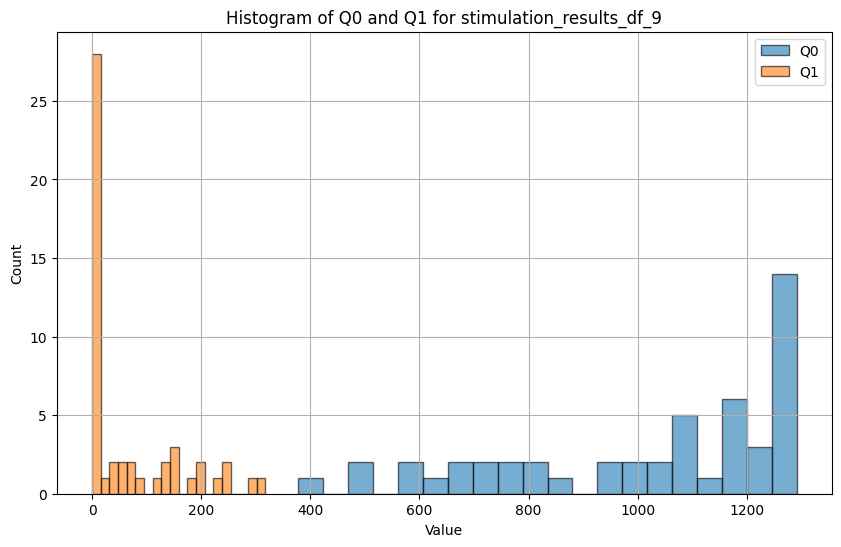 Histogram of Q0 and Q1 for stimulation_results_df_9
Q0
Q1
Count
25
20
15
10
5
0
0 200 400 600 800 1000 1200
Value